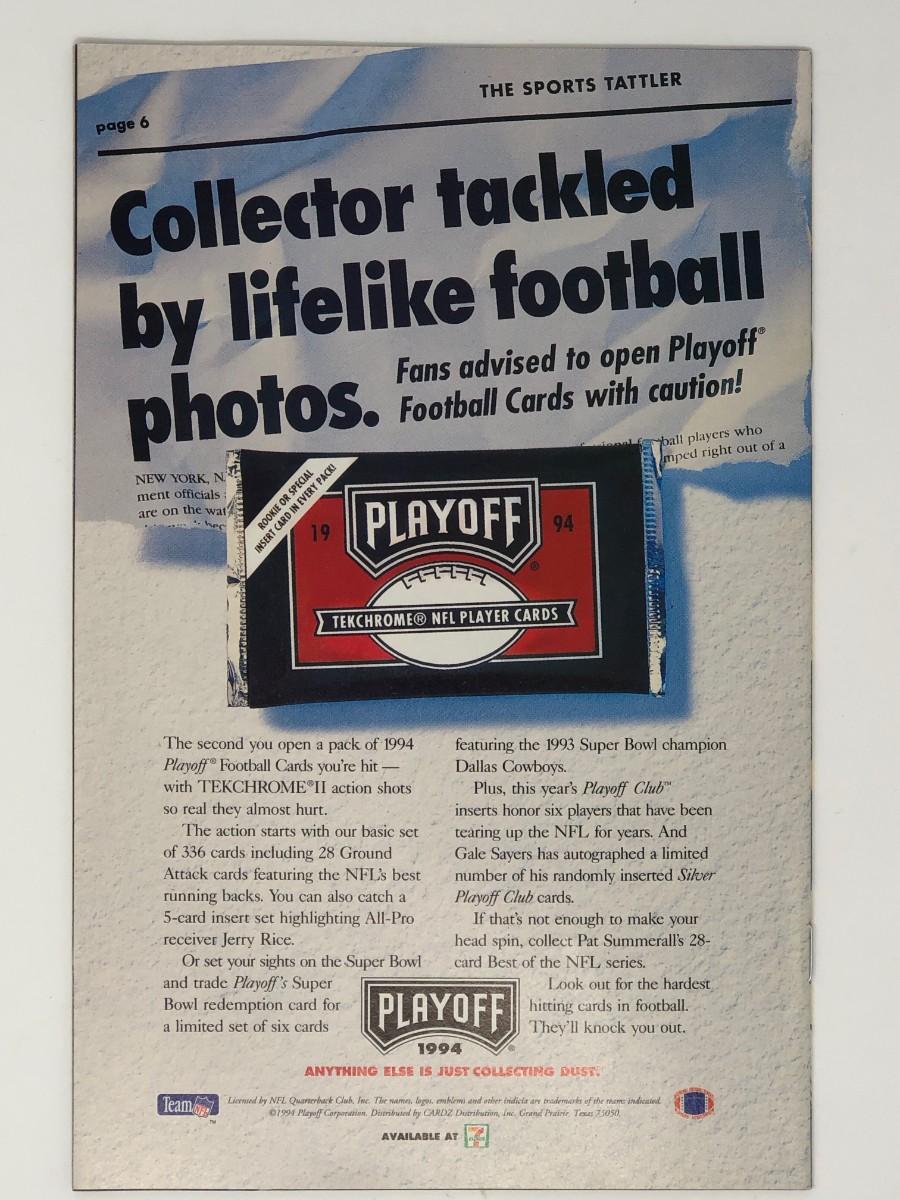 THE SPORTS TATTLER
page 6
Collector tackled
by lifelike football
photos.
Fans advised to open Playoff®
Football Cards with caution!
NEW YORK, N
ment officials
are on the wa
ball players who
mped right out of a
ROOKIE OR SPECIAL
INSERT CARD IN EVERY PACK!
19 PLAYOFF® 94
TEKCHROME® NFL PLAYER CARDS
The second you open a pack of 1994
Playoff® Football Cards you're hit —
with TEKCHROME®II action shots
so real they almost hurt.
The action starts with our basic set
of 336 cards including 28 Ground
Attack cards featuring the NFL's best
running backs. You can also catch a
5-card insert set highlighting All-Pro
receiver Jerry Rice.
Or set your sights on the Super Bowl
and trade Playoff's Super
Bowl redemption card for
a limited set of six cards
featuring the 1993 Super Bowl champion
Dallas Cowboys.
Plus, this year's Playoff Club™
inserts honor six players that have been
tearing up the NFL for years. And
Gale Sayers has autographed a limited
number of his randomly inserted Silver
Playoff Club cards.
If that's not enough to make your
head spin, collect Pat Summerall's 28-
card Best of the NFL series.
Look out for the hardest
hitting cards in football.
They'll knock you out.
PLAYOFF
1994
ANYTHING ELSE IS JUST COLLECTING DUST.™
Team NFL™
Licensed by NFL Quarterback Club, Inc. The names, logos, emblems and other indicia are trademarks of the teams indicated.
©1994 Playoff Corporation. Distributed by CARDZ Distribution, Inc. Grand Prairie, Texas 75050.
AVAILABLE AT 7 ELEVEN